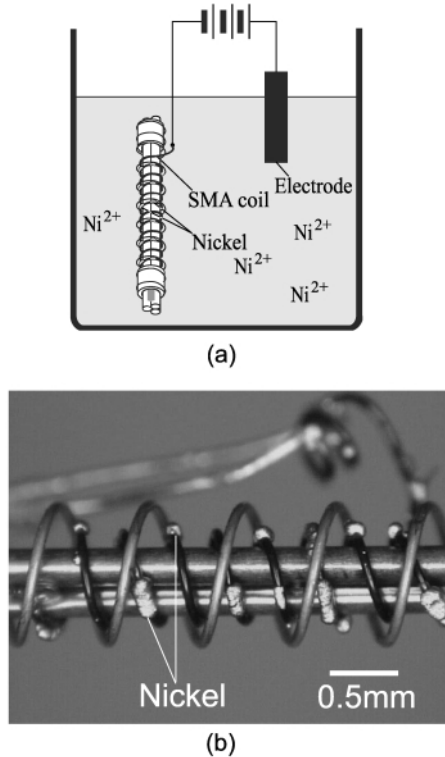 Electrode
SMA coil
Ni2+
Nickel
Ni2+
Ni2+
Ni2+
(a)
Nickel
0.5mm
(b)